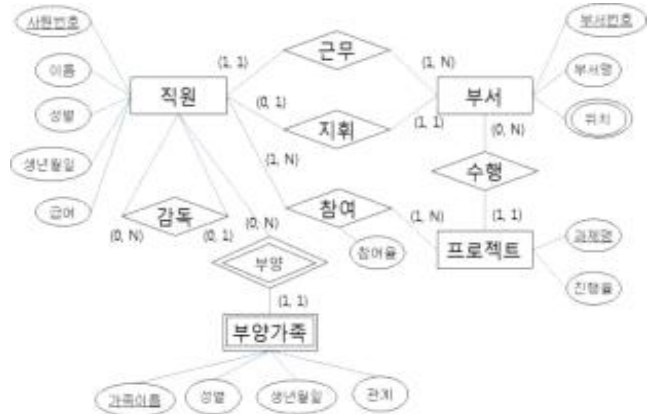 사원번호
부서번호
(1, 1)
근무
(1, N)
이름
직원
부서
부서명
성별
(0, 1)
지휘
(1, 1)
(0, N)
위치
생년월일
(1, N)
수행
급여
감독
(0, N)
(0, 1)
(0, N)
참여
(1, N)
(1, 1)
과제명
부양
참여율
프로젝트
진행율
(1, 1)
부양가족
가족이름
성별
생년월일
관계